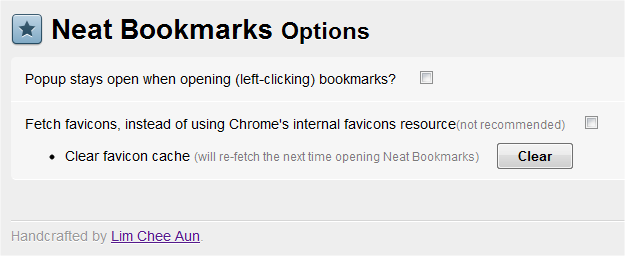 Neat Bookmarks Options
Popup stays open when opening (left-clicking) bookmarks?
Fetch favicons, instead of using Chrome's internal favicons resource(not recommended)
• Clear favicon cache (will re-fetch the next time opening Neat Bookmarks) Clear
Handcrafted by Lim Chee Aun.